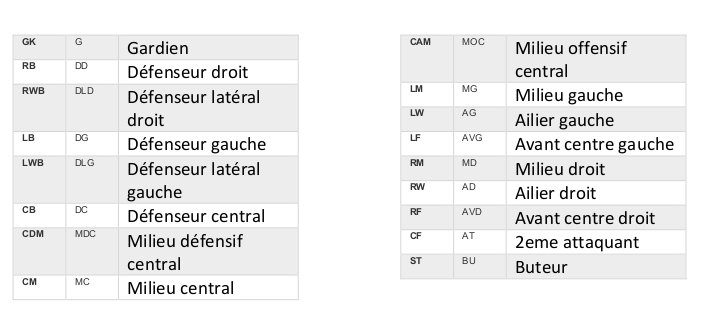 GK G Gardien
RB DD Défenseur droit
RWB DLD Défenseur latéral
droit
LB DG Défenseur gauche
LWB DLG Défenseur latéral
gauche
CB DC Défenseur central
CDM MDC Milieu défensif
central
CM MC Milieu central
CAM MOC Milieu offensif
central
LM MG Milieu gauche
LW AG Ailier gauche
LF AVG Avant centre gauche
RM MD Milieu droit
RW AD Ailier droit
RF AVD Avant centre droit
CF AT 2eme attaquant
ST BU Buteur